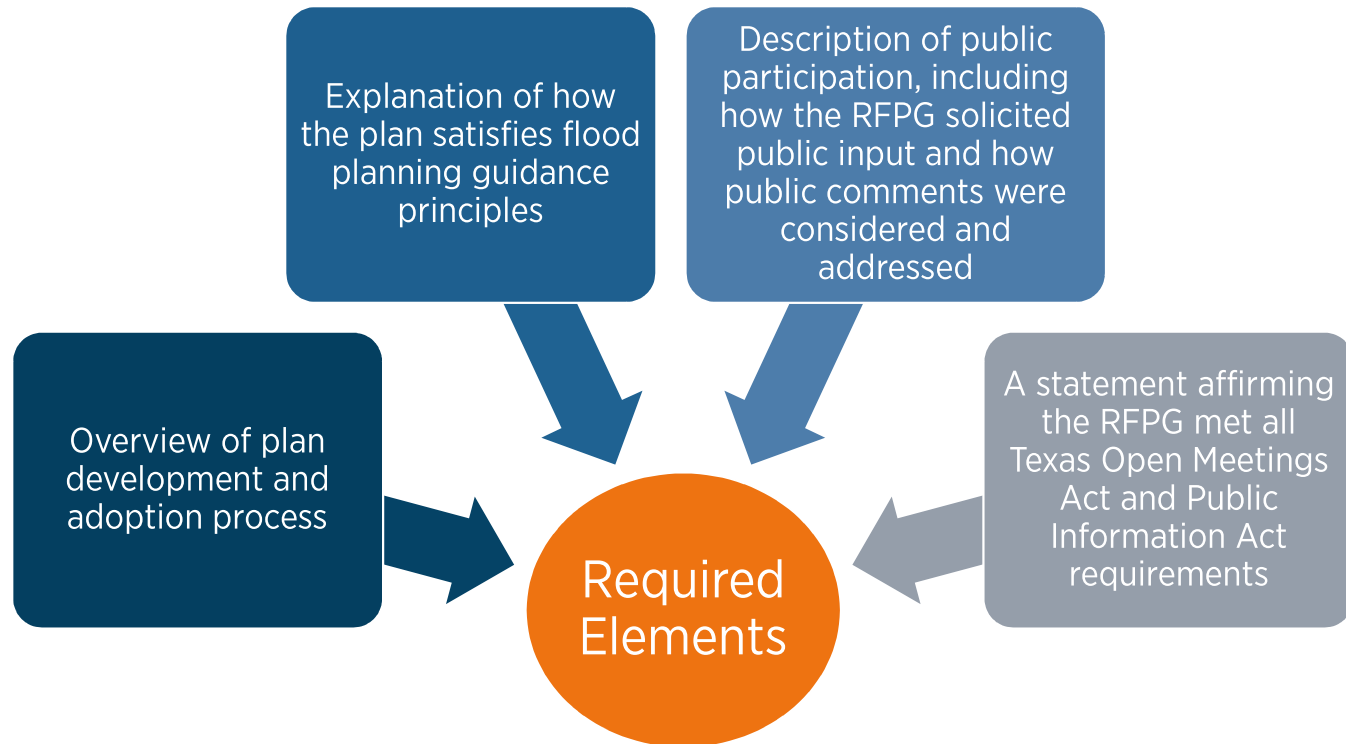 Explanation of how
the plan satisfies flood
planning guidance
principles
Description of public
participation, including
how the RFPG solicited
public input and how
public comments were
considered and
addressed
Overview of plan
development and
adoption process
A statement affirming
the RFPG met all
Texas Open Meetings
Act and Public
Information Act
requirements
Required
Elements